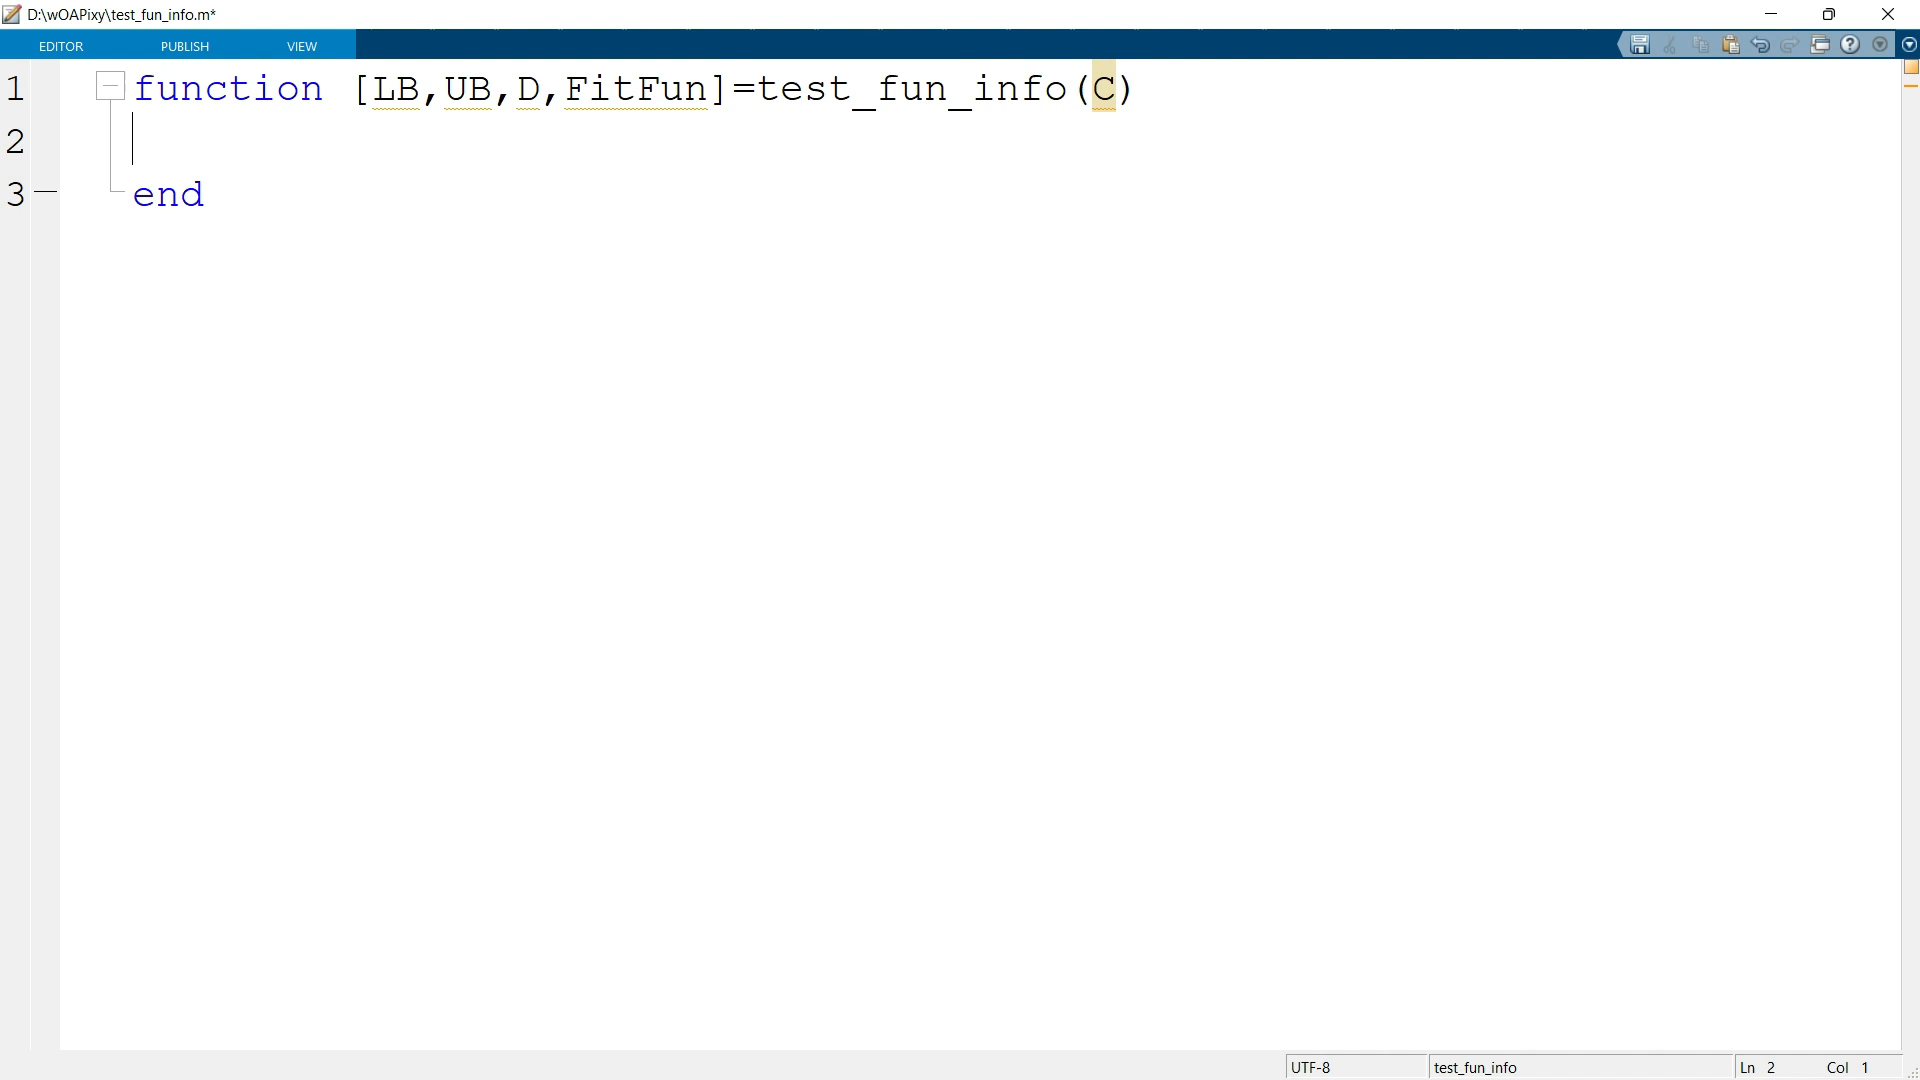 D:\wOAPixy\test_fun_info.m*
EDITOR PUBLISH VIEW
1 function [LB,UB,D,FitFun]=test_fun_info(C)
2
3 end
UTF-8 test_fun_info Ln 2 Col 1